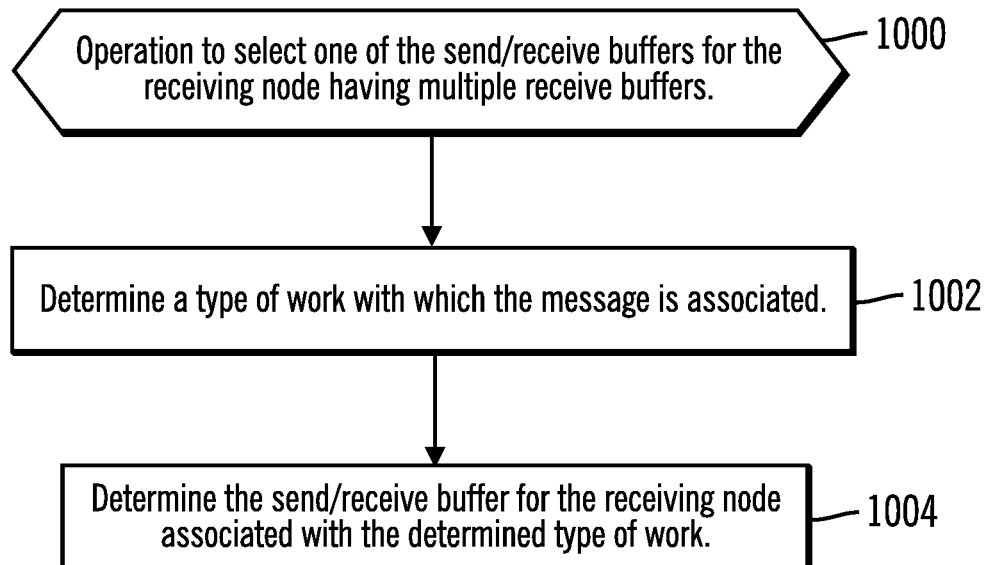 Operation to select one of the send/receive buffers for the
receiving node having multiple receive buffers.
1000
Determine a type of work with which the message is associated.
1002
Determine the send/receive buffer for the receiving node
associated with the determined type of work.
1004